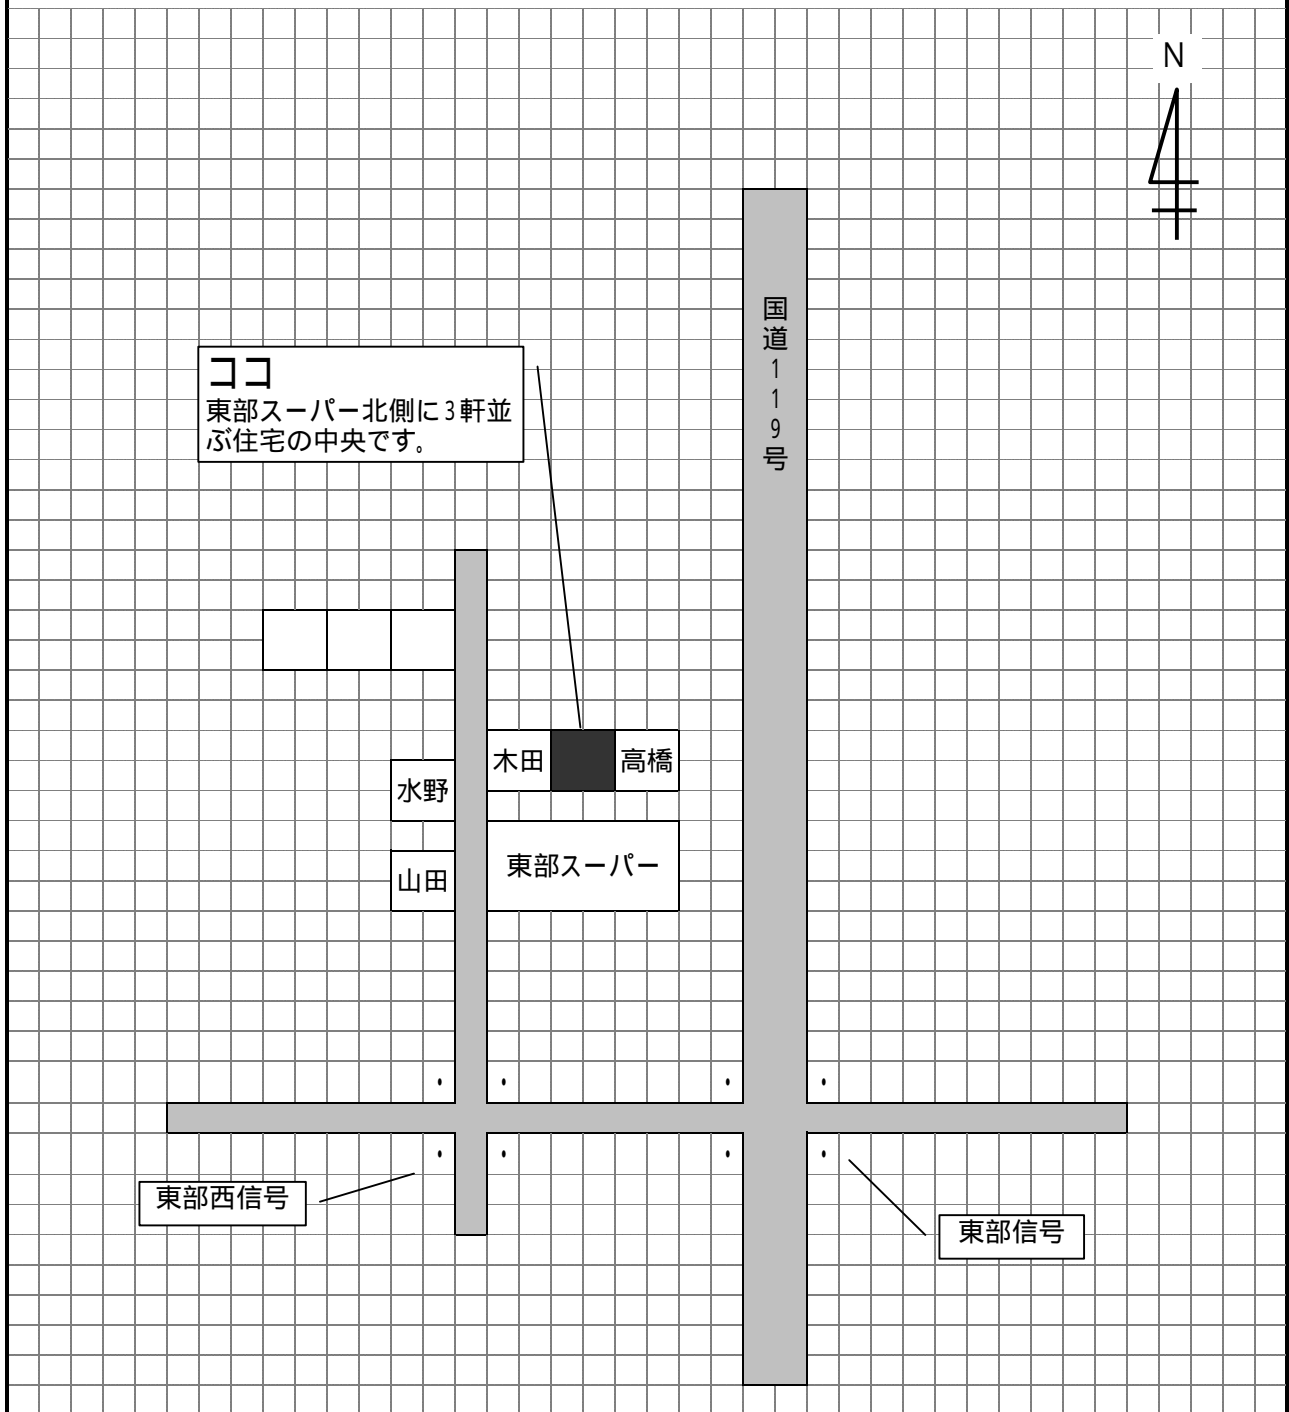 N
国道119号
ココ
東部スーパー北側に3軒並
ぶ住宅の中央です。
木田
高橋
水野
東部スーパー
山田
東部西信号
東部信号